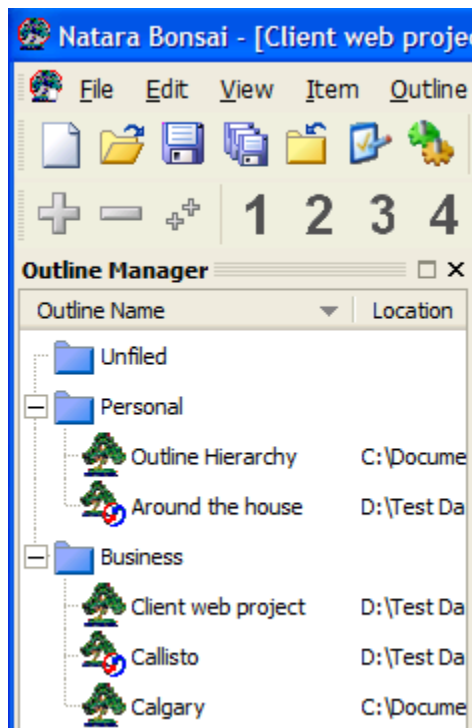 Natara Bonsai - [Client web projec
File Edit View Item Outline
1 2 3 4
Outline Manager
Outline Name Location
Unfiled
Personal
Outline Hierarchy C:\Docume
Around the house D:\Test Da
Business
Client web project D:\Test Da
Callisto D:\Test Da
Calgary C:\Docume